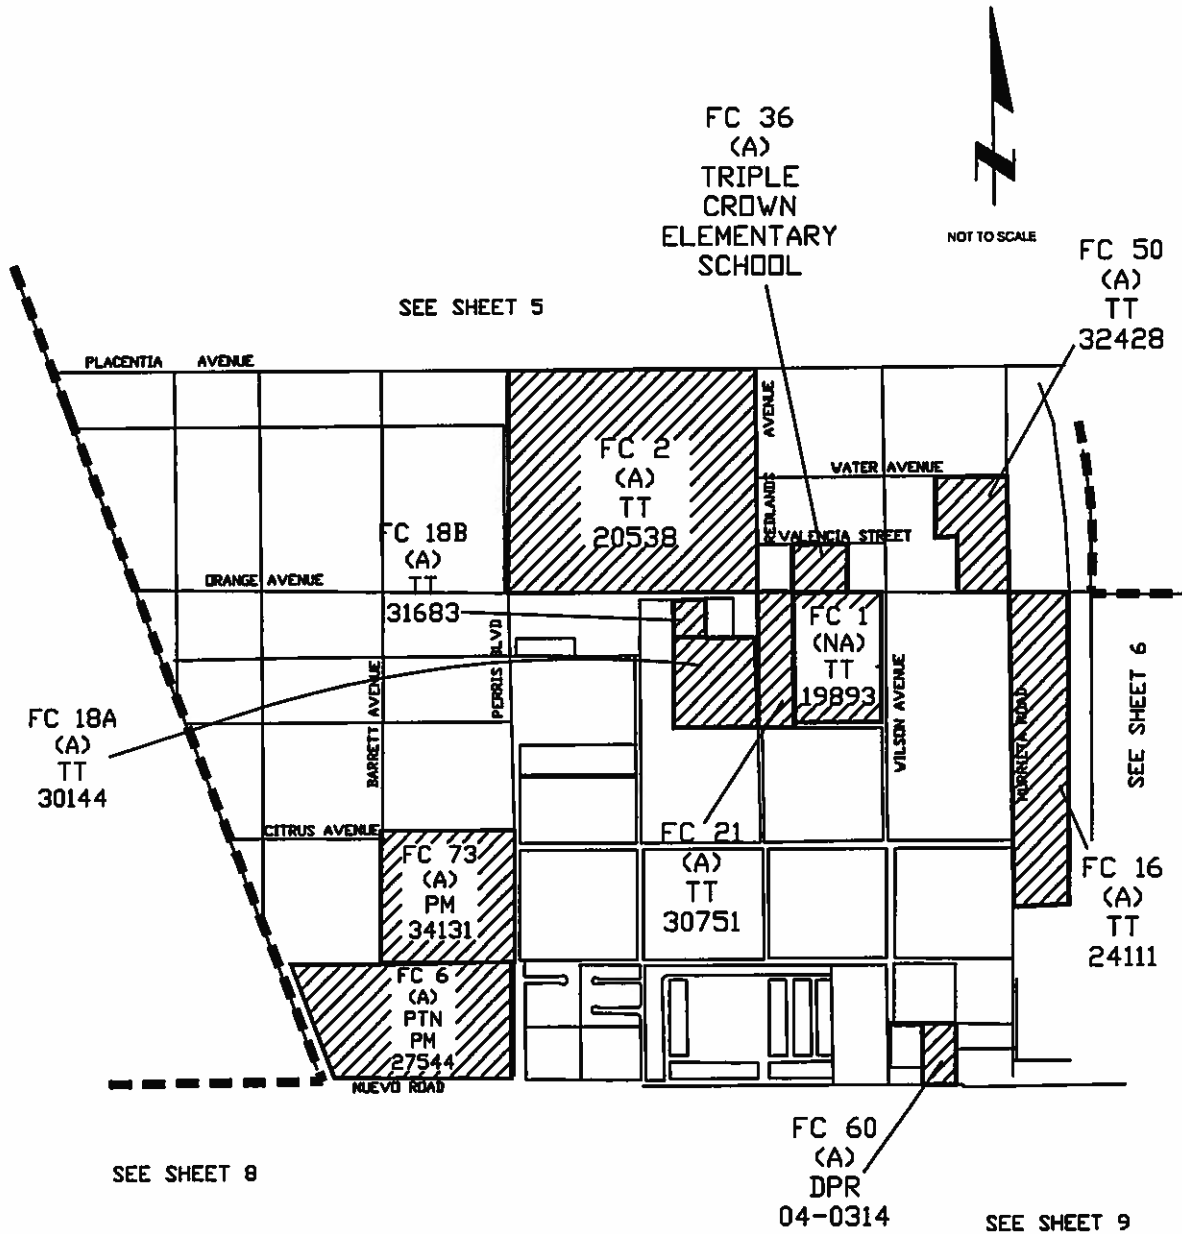 FC 36
(A)
TRIPLE
CROWN
ELEMENTARY
SCHOOL
NOT TO SCALE
FC 50
(A)
TT
32428
SEE SHEET 5
PLACENTIA AVENUE
REDLANDS AVENUE
FC 2
(A)
TT
20538
WATER AVENUE
VALENCIA STREET
FC 18B
(A)
TT
31683
ORANGE AVENUE
FC 1
(NA)
TT
19893
PERRIS BLVD
BARRETT AVENUE
WILSON AVENUE
MURRIETA ROAD
SEE SHEET 6
FC 18A
(A)
TT
30144
CITRUS AVENUE
FC 73
(A)
PM
34131
FC 21
(A)
TT
30751
FC 16
(A)
TT
24111
FC 6
(A)
PTN
PM
27544
NUEVO ROAD
FC 60
(A)
DPR
04-0314
SEE SHEET 8
SEE SHEET 9